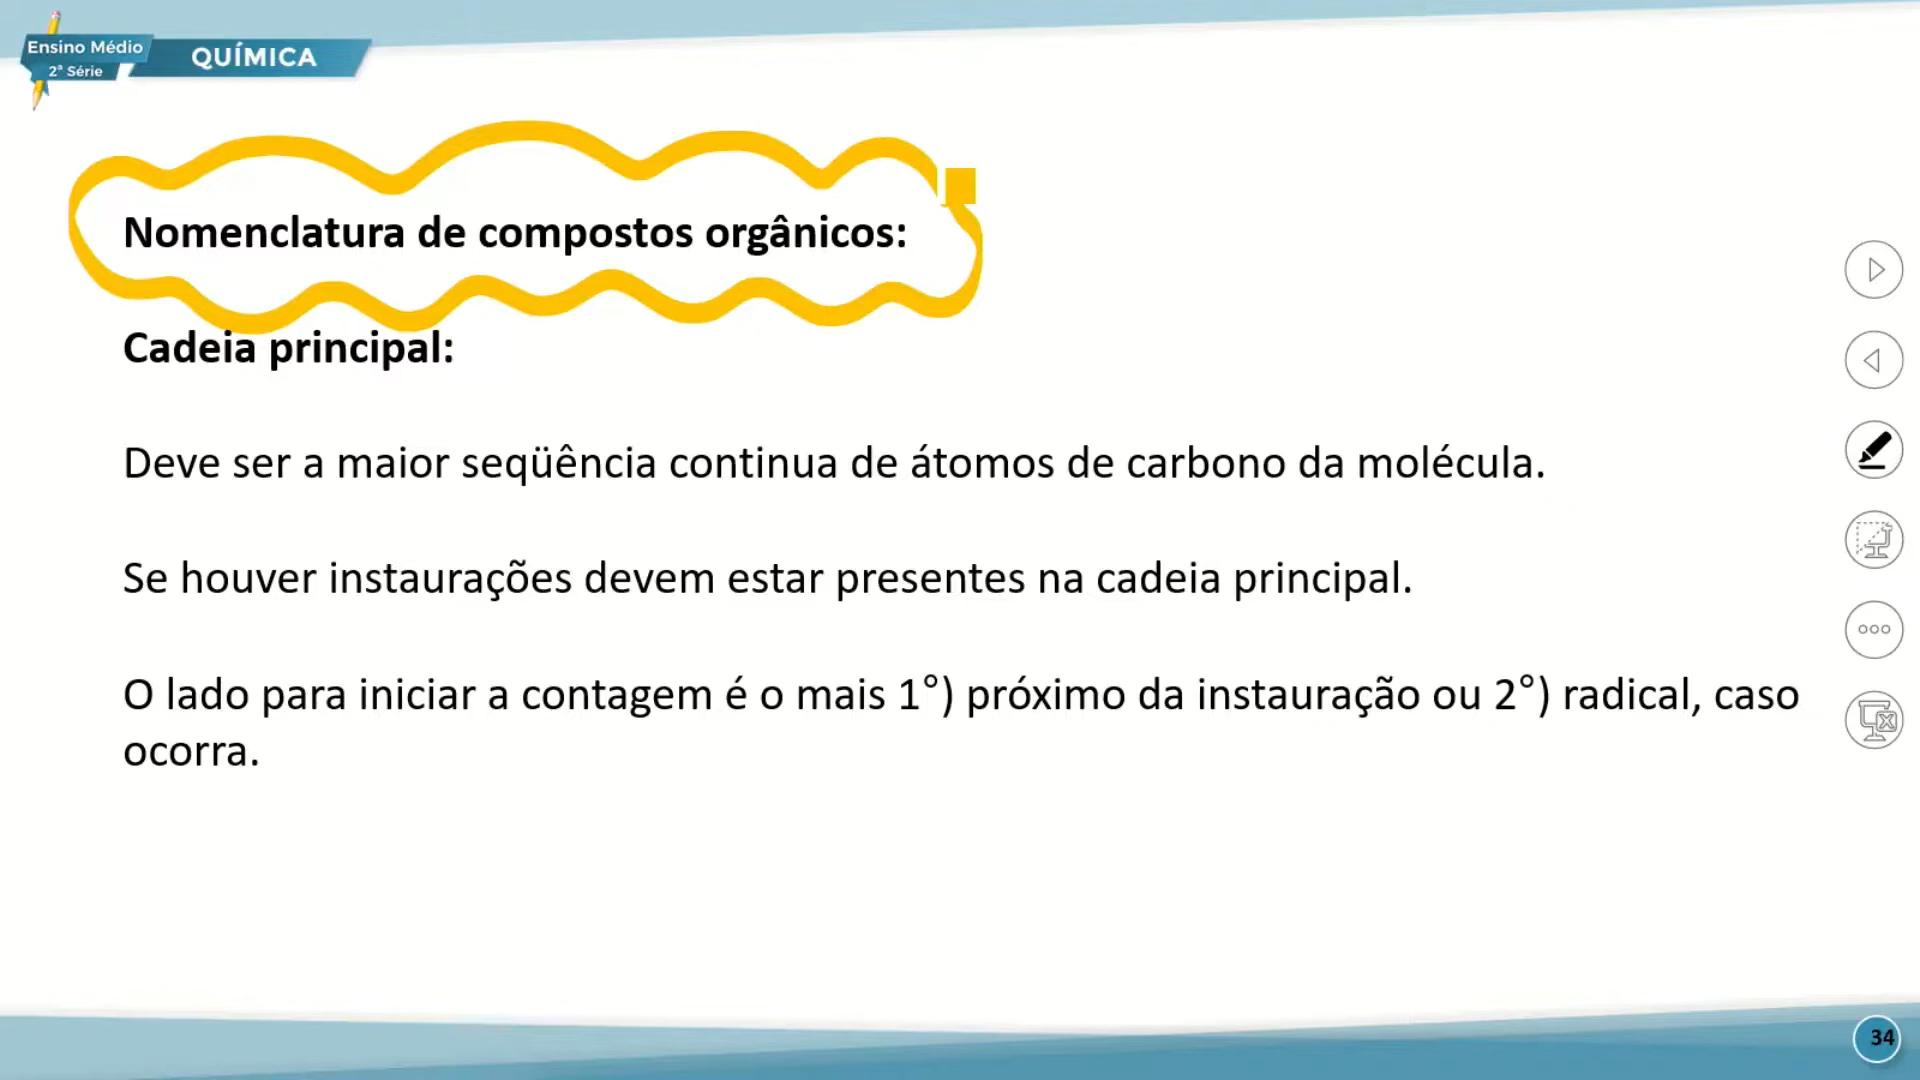 Ensino Médio
2ª Série
QUÍMICA
Nomenclatura de compostos orgânicos:
Cadeia principal:
Deve ser a maior seqüência continua de átomos de carbono da molécula.
Se houver instaurações devem estar presentes na cadeia principal.
O lado para iniciar a contagem é o mais 1°) próximo da instauração ou 2°) radical, caso
ocorra.
34